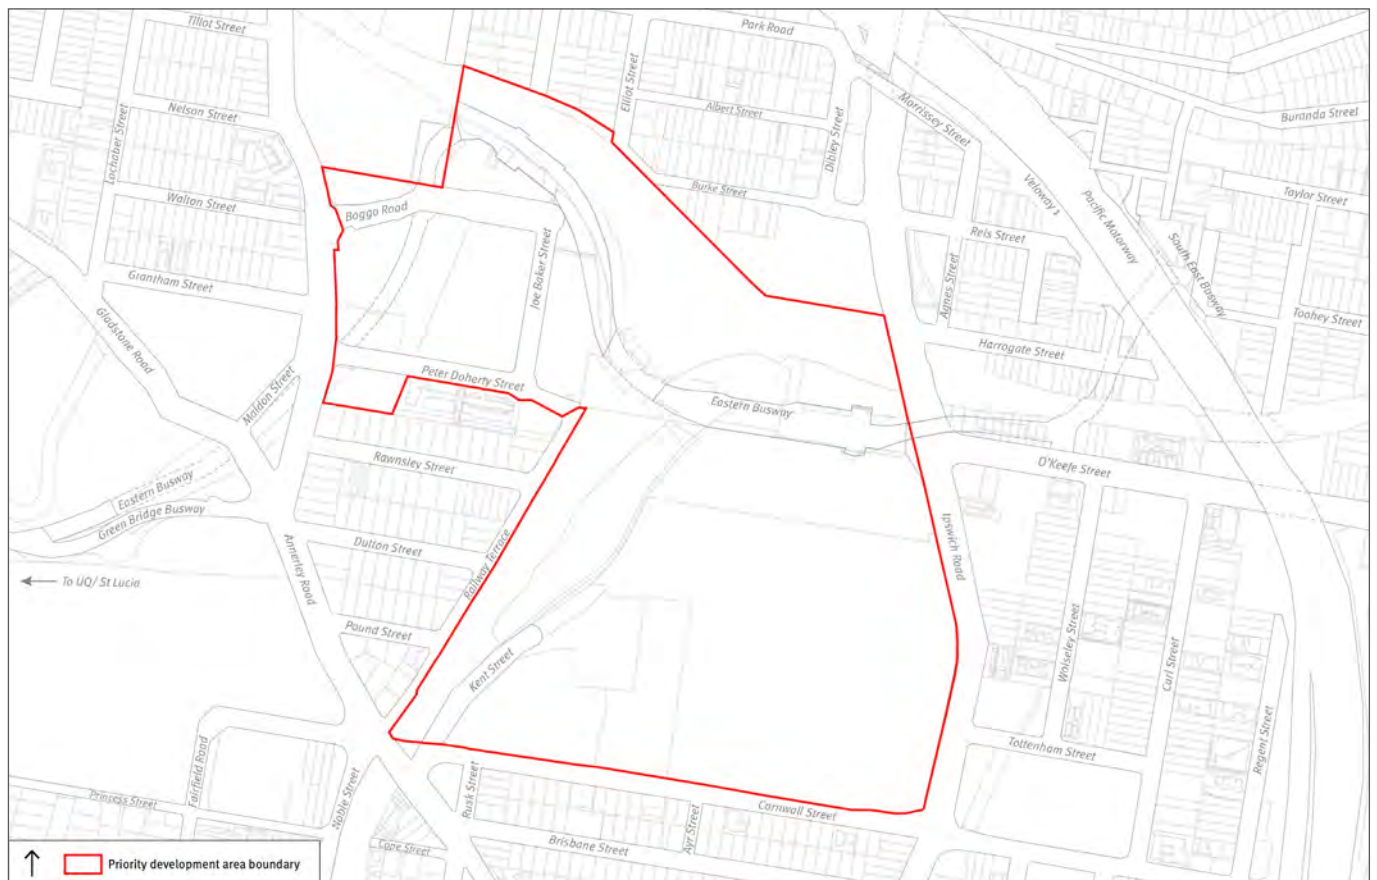 Tilliot Street
Park Road
Elliot Street
Nelson Street
Albert Street
Morrissey Street
Buranda Street
Lochaber Street
Dibley Street
Walton Street
Burke Street
Taylor Street
Veloway 1
Pacific Motorway
Boggo Road
Reis Street
South East Busway
Joe Baker Street
Grantham Street
Agnes Street
Toohey Street
Gladstone Road
Harrogate Street
Peter Doherty Street
Maldon Street
Eastern Busway
Rawnsley Street
O'Keefe Street
Eastern Busway
Green Bridge Busway
Ipswich Road
Dutton Street
Railway Terrace
Annerley Road
To UQ/ St Lucia
Pound Street
Kent Street
Wolseley Street
Carl Street
Regent Street
Tottenham Street
Fairfield Road
Noble Street
Princess Street
Rusk Street
Cornwall Street
Ayr Street
Brisbane Street
Cope Street
Priority development area boundary